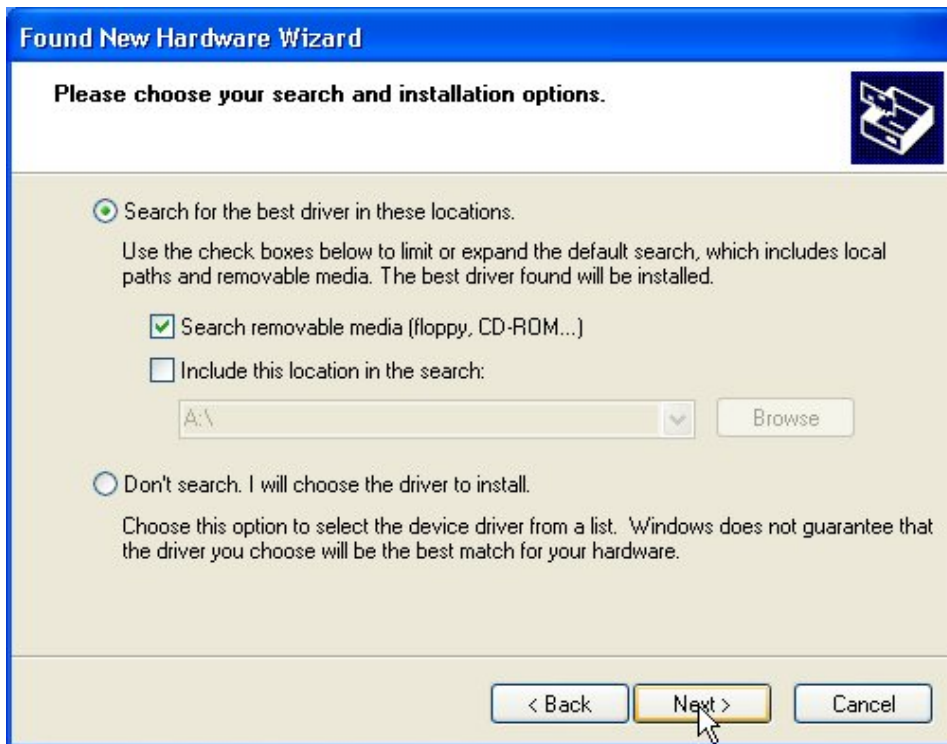 Found New Hardware Wizard
Please choose your search and installation options.
Search for the best driver in these locations.
Use the check boxes below to limit or expand the default search, which includes local
paths and removable media. The best driver found will be installed.
Search removable media (floppy, CD-ROM...)
Include this location in the search:
A:\
Browse
Don't search. I will choose the driver to install.
Choose this option to select the device driver from a list. Windows does not guarantee that
the driver you choose will be the best match for your hardware.
< Back
Next >
Cancel